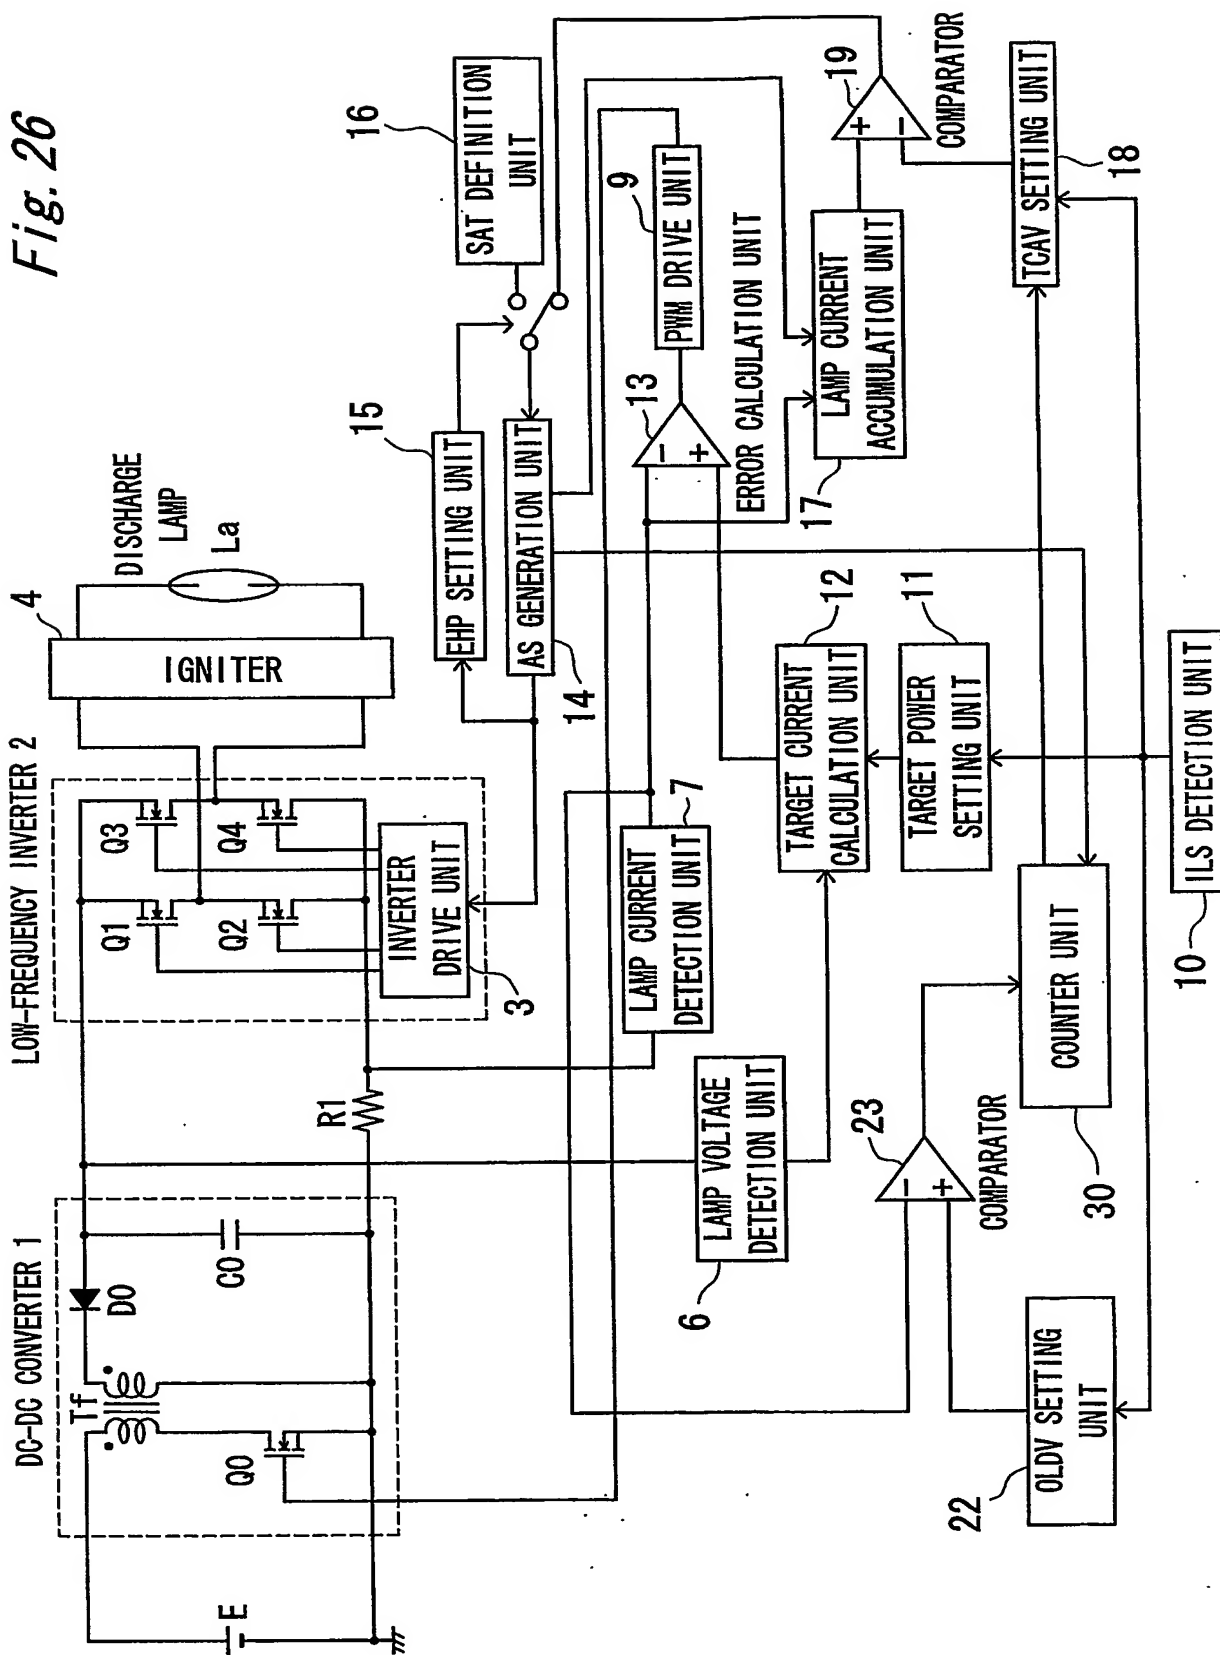 Fig. 26
DC-DC CONVERTER 1
LOW-FREQUENCY INVERTER 2
4
DISCHARGE
LAMP
La
IGNITER
E
Tf
D0
C0
Q0
R1
Q1
Q2
Q3
Q4
INVERTER
DRIVE UNIT
3
15
EHP SETTING UNIT
16
SAT DEFINITION
UNIT
AS GENERATION UNIT
14
LAMP CURRENT
DETECTION UNIT
7
13
−
+
ERROR CALCULATION UNIT
9
PWM DRIVE UNIT
LAMP VOLTAGE
DETECTION UNIT
6
TARGET CURRENT
CALCULATION UNIT
12
TARGET POWER
SETTING UNIT
11
LAMP CURRENT
ACCUMULATION UNIT
17
19
+
−
COMPARATOR
TCAV SETTING UNIT
18
23
−
+
COMPARATOR
COUNTER UNIT
30
OLDV SETTING
UNIT
22
ILS DETECTION UNIT
10